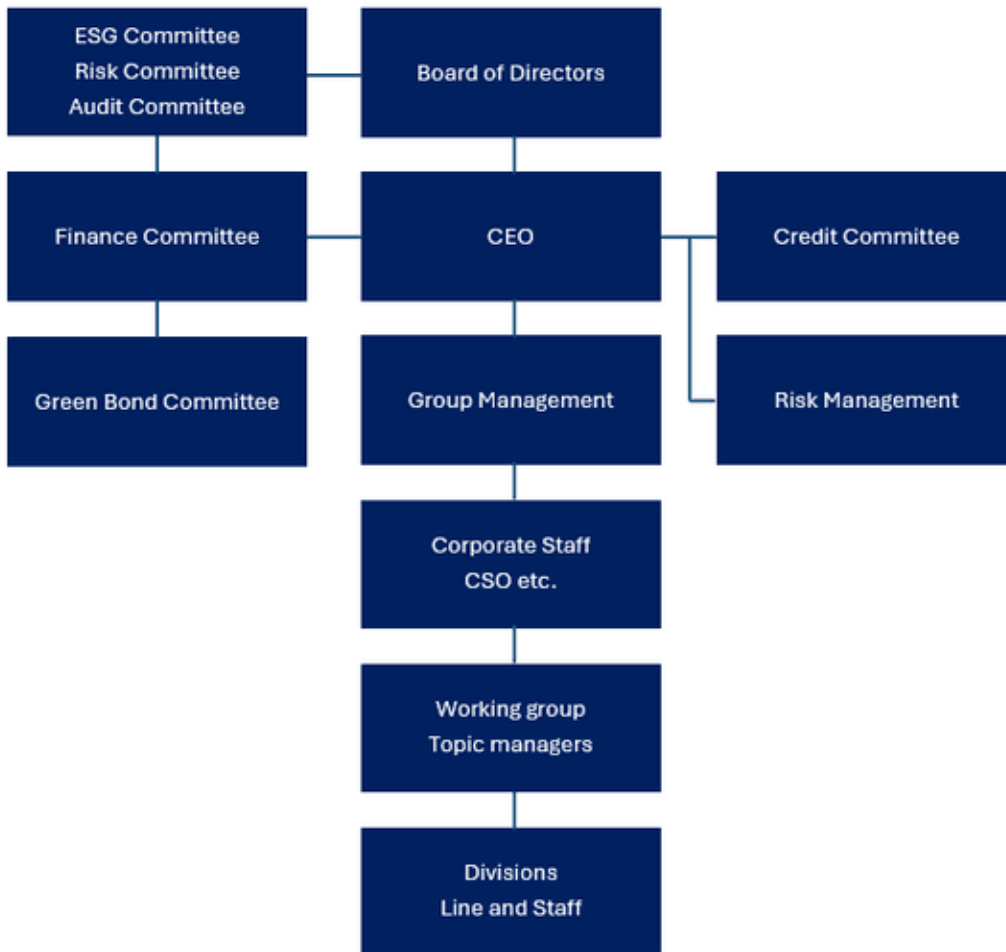 ESG Committee
Risk Committee
Audit Committee
Board of Directors
Finance Committee
CEO
Credit Committee
Green Bond Committee
Group Management
Risk Management
Corporate Staff
CSO etc.
Working group
Topic managers
Divisions
Line and Staff